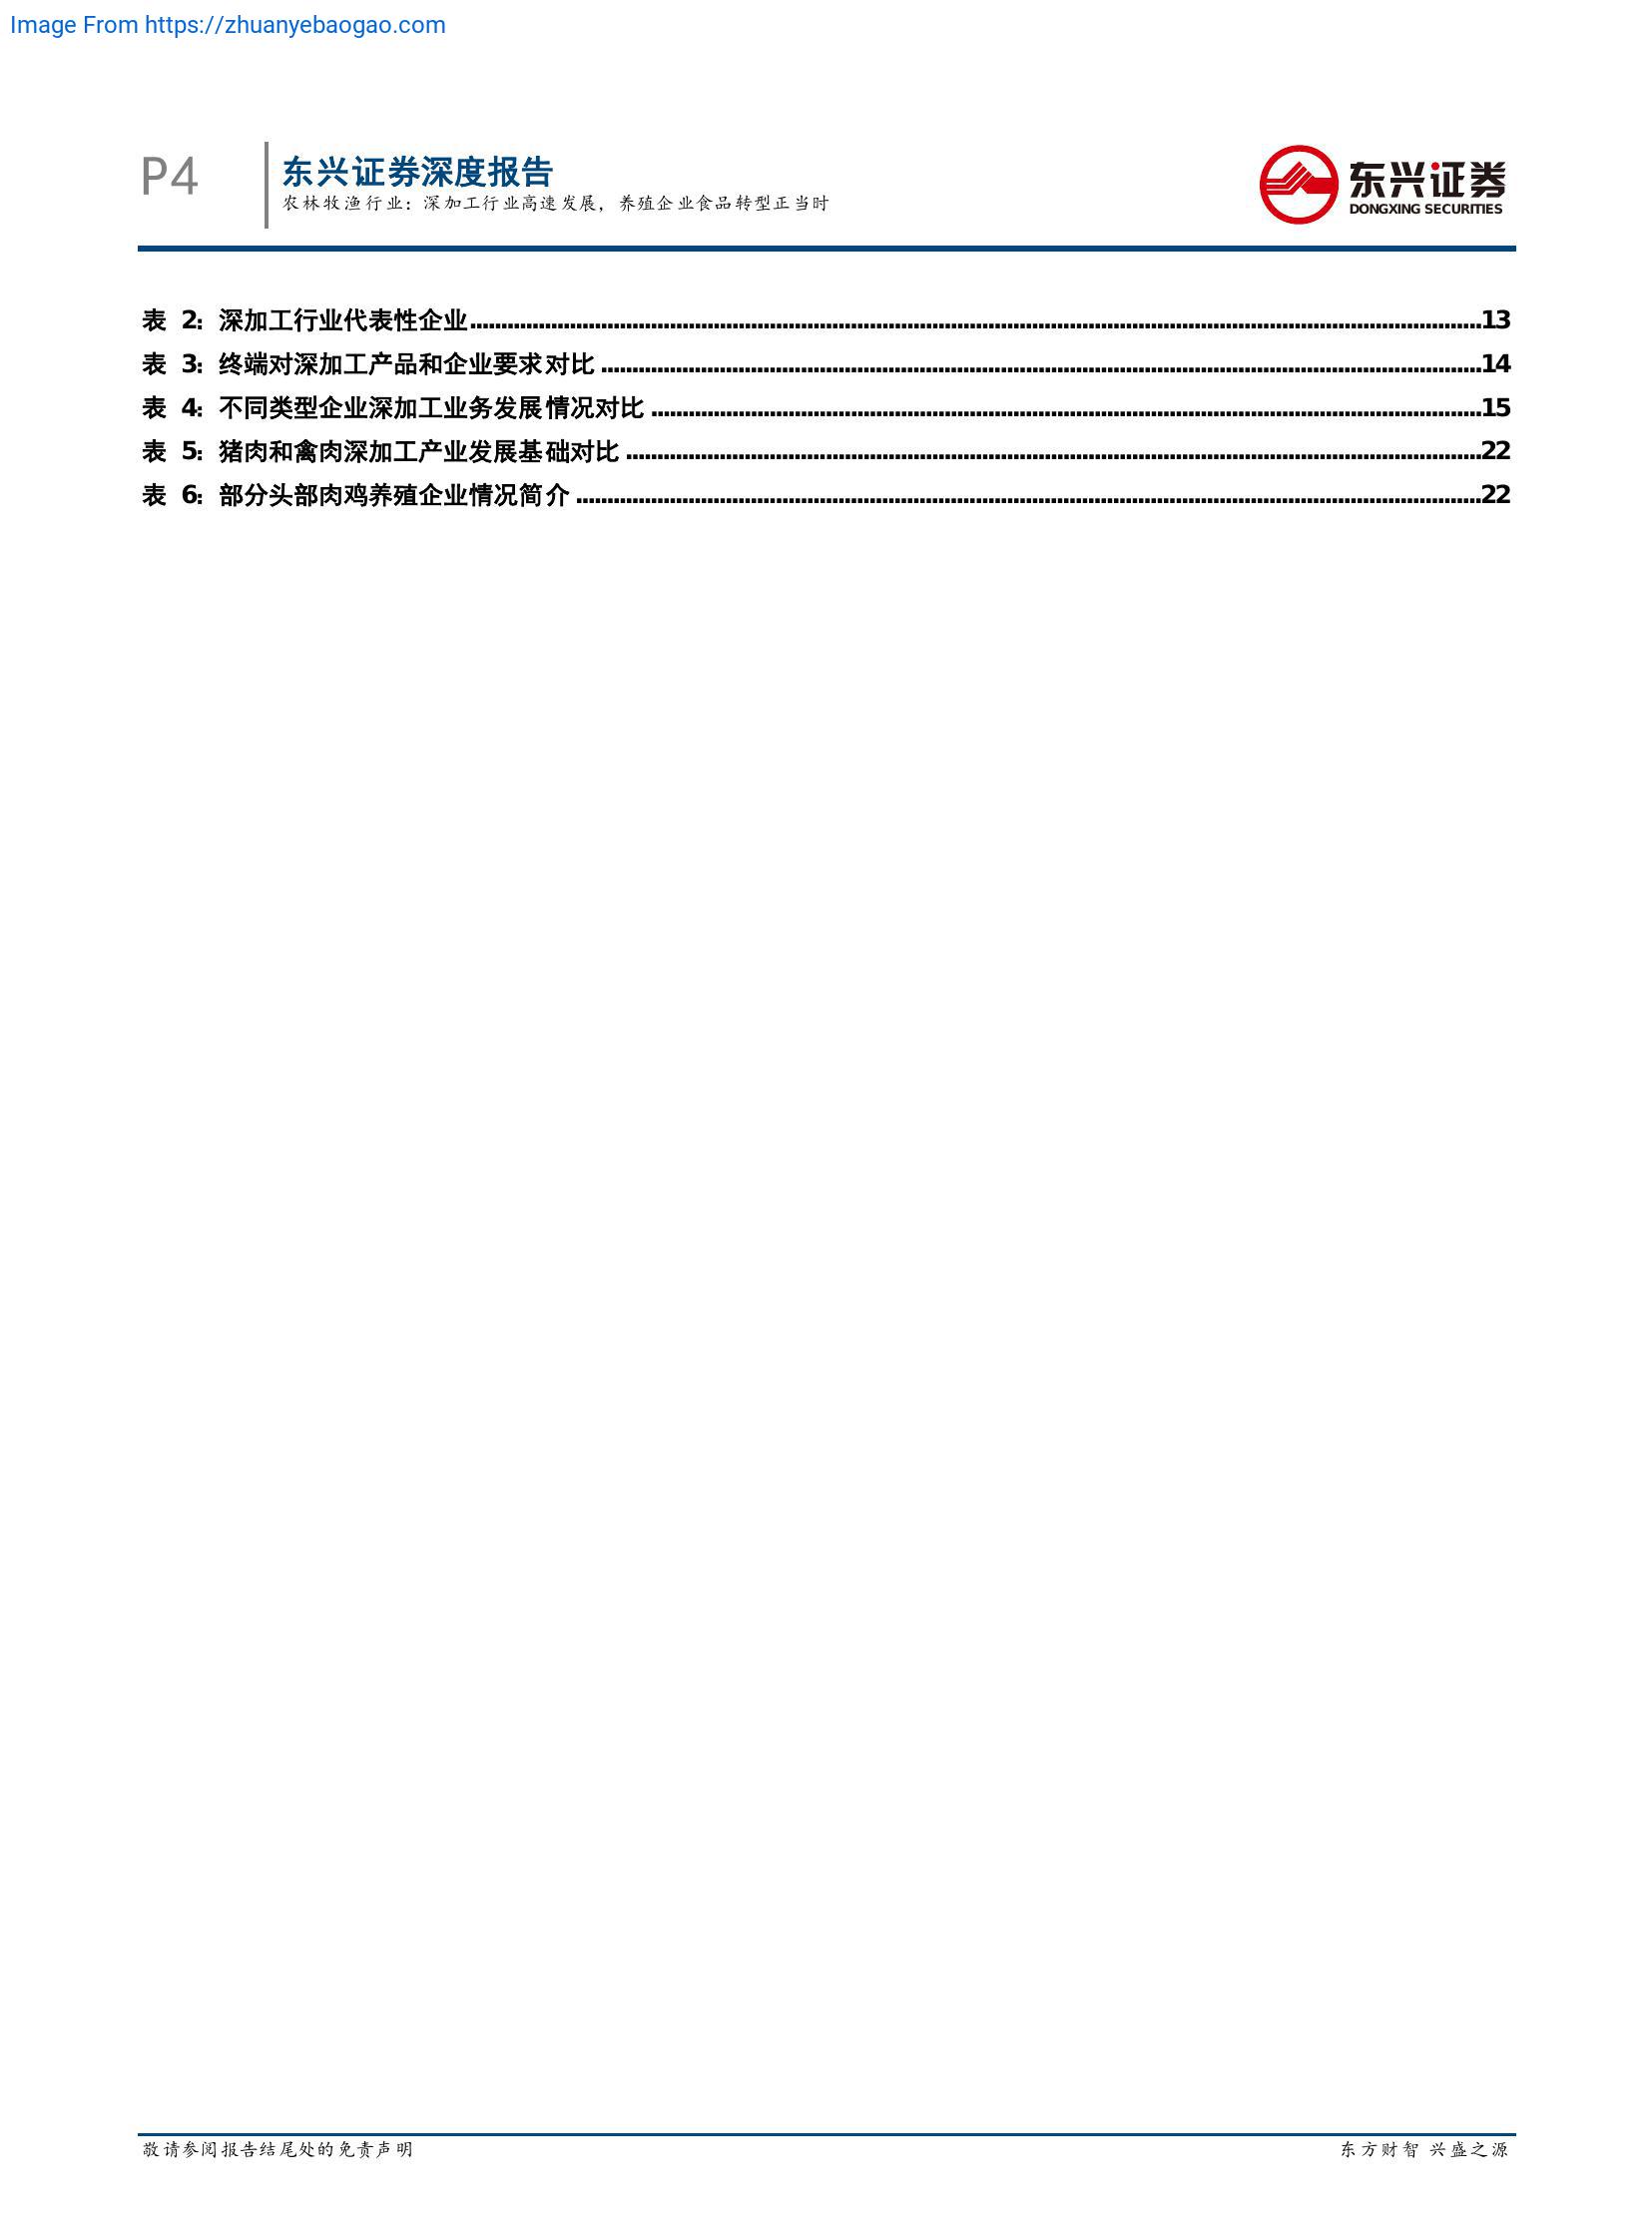 Image From https://zhuanyebaogao.com
P4
东兴证券深度报告
农林牧渔行业：深加工行业高速发展，养殖企业食品转型正当时
东兴证券
DONGXING SECURITIES
表 2: 深加工行业代表性企业........................................13
表 3: 终端对深加工产品和企业要求对比........................................14
表 4: 不同类型企业深加工业务发展情况对比........................................15
表 5: 猪肉和禽肉深加工产业发展基础对比........................................22
表 6: 部分头部肉鸡养殖企业情况简介........................................22
敬请参阅报告结尾处的免责声明
东方财智 兴盛之源